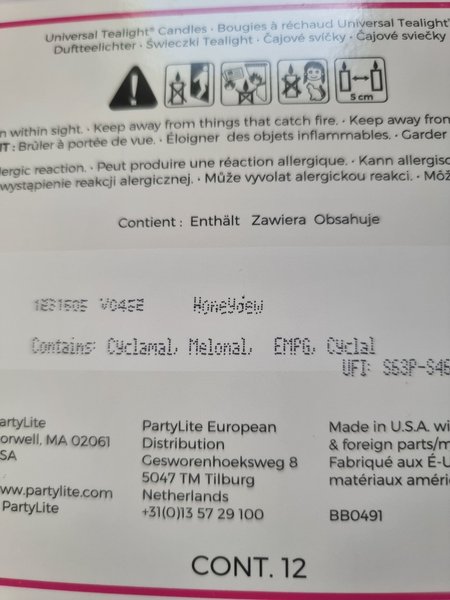 Universal Tealight® Candles • Bougies à réchaud Universal Tealight®
Duftteelichter • Świeczki Tealight • Čajové svíčky • Čajové sviečky
5 cm
n within sight. • Keep away from things that catch fire. • Keep away from
NT : Brûler à portée de vue. • Éloigner des objets inflammables. • Garder
lergic reaction. • Peut produire une réaction allergique. • Kann allergisc
wystąpienie reakcji alergicznej. • Může vyvolat alergickou reakci. • Môž
Contient : Enthält Zawiera Obsahuje
V04SE Honeydew
Contains: Cyclamal, Melonal, EMPG, Cyclal
UFI: S63P-S46
artyLite
orwell, MA 02061
SA
www.partylite.com
PartyLite
PartyLite European
Distribution
Gesworenhoeksweg 8
5047 TM Tilburg
Netherlands
+31(0)13 57 29 100
Made in U.S.A. wi
& foreign parts/m
Fabriqué aux É-U
matériaux améri
BB0491
CONT. 12